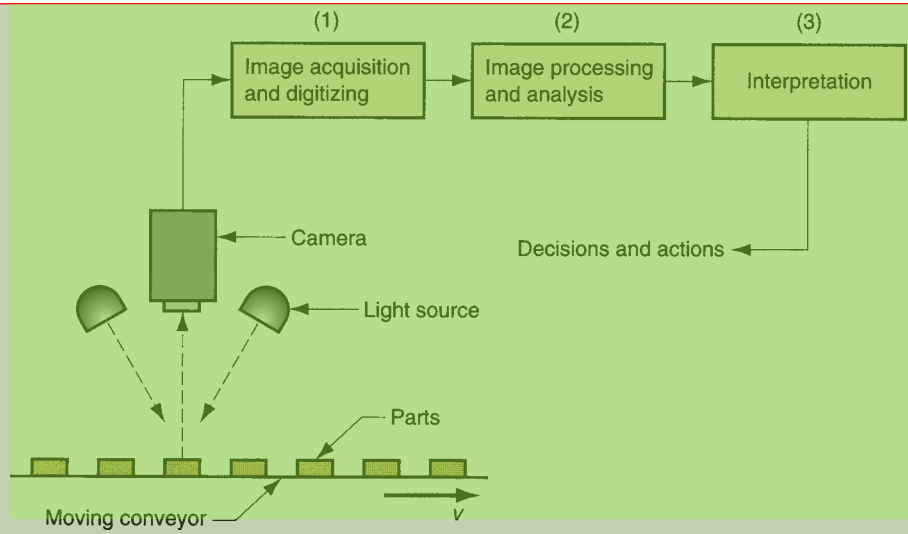 (1)
(2)
(3)
Image acquisition
and digitizing
Image processing
and analysis
Interpretation
Camera
Decisions and actions
Light source
Parts
Moving conveyor
v